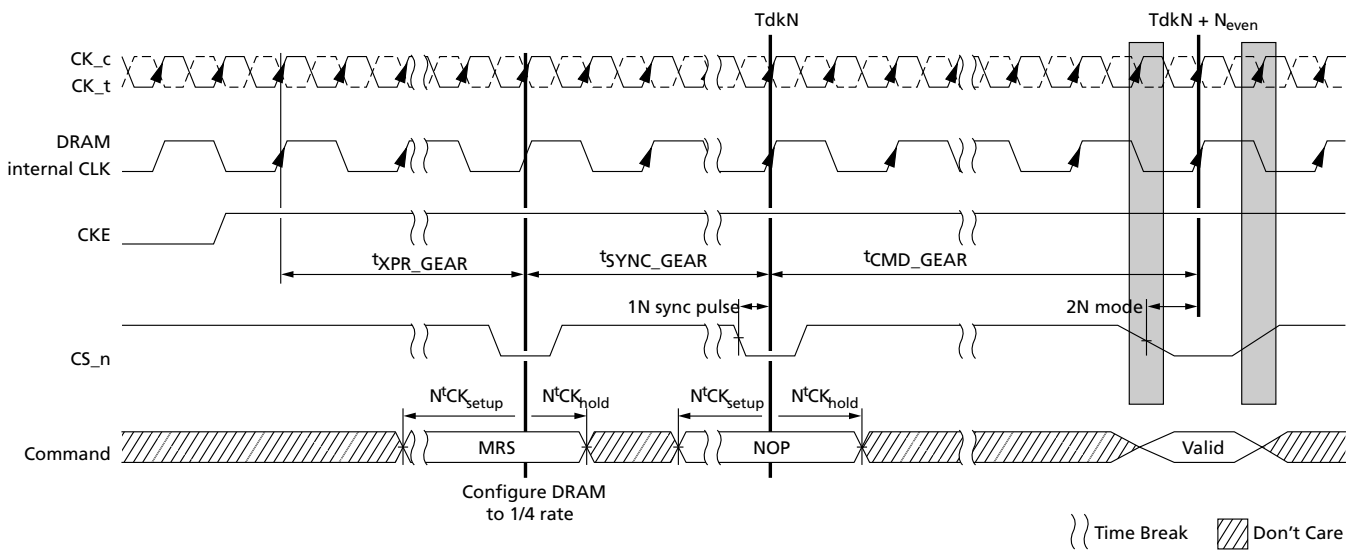 TdkN
TdkN + Neven
CK_c
CK_t
DRAM
internal CLK
CKE
tXPR_GEAR
tSYNC_GEAR
tCMD_GEAR
1N sync pulse
2N mode
CS_n
NtCKsetup
NtCKhold
NtCKsetup
NtCKhold
Command
MRS
NOP
Valid
Configure DRAM
to 1/4 rate
Time Break
Don't Care